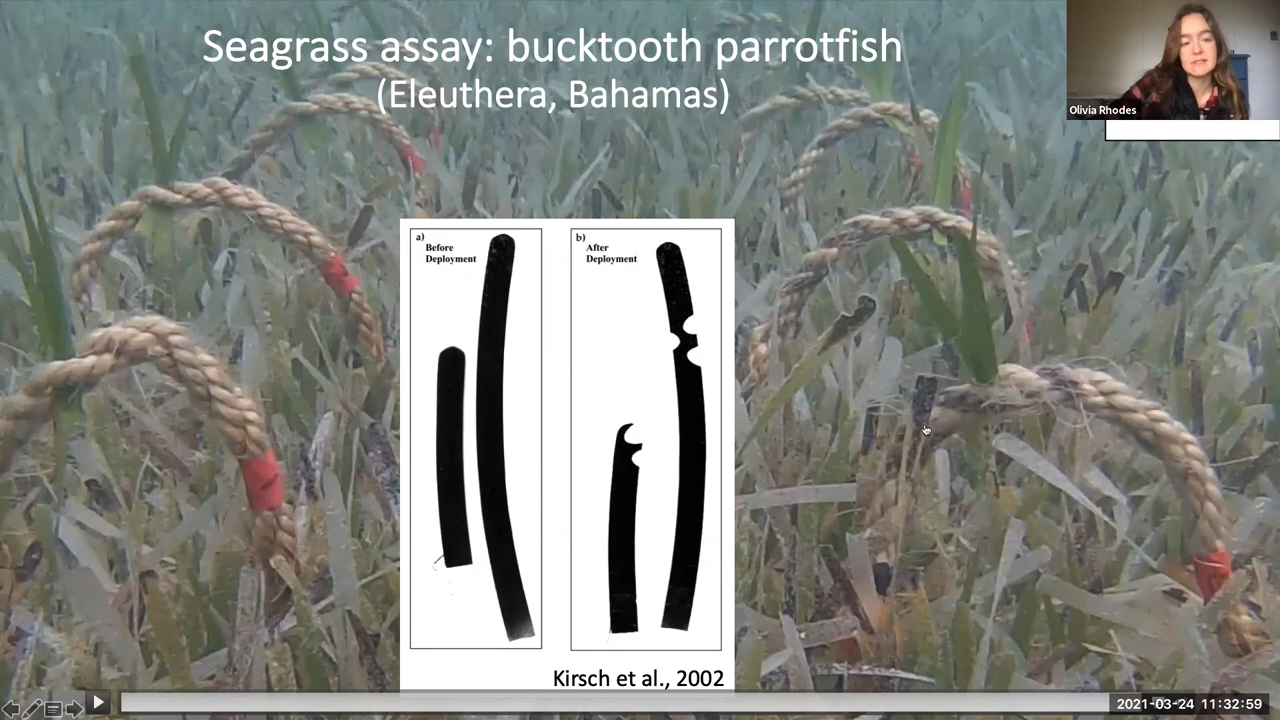 Seagrass assay: bucktooth parrotfish
(Eleuthera, Bahamas)
Olivia Rhodes
a)
Before
Deployment
b)
After
Deployment
Kirsch et al., 2002
2021-03-24 11:32:59